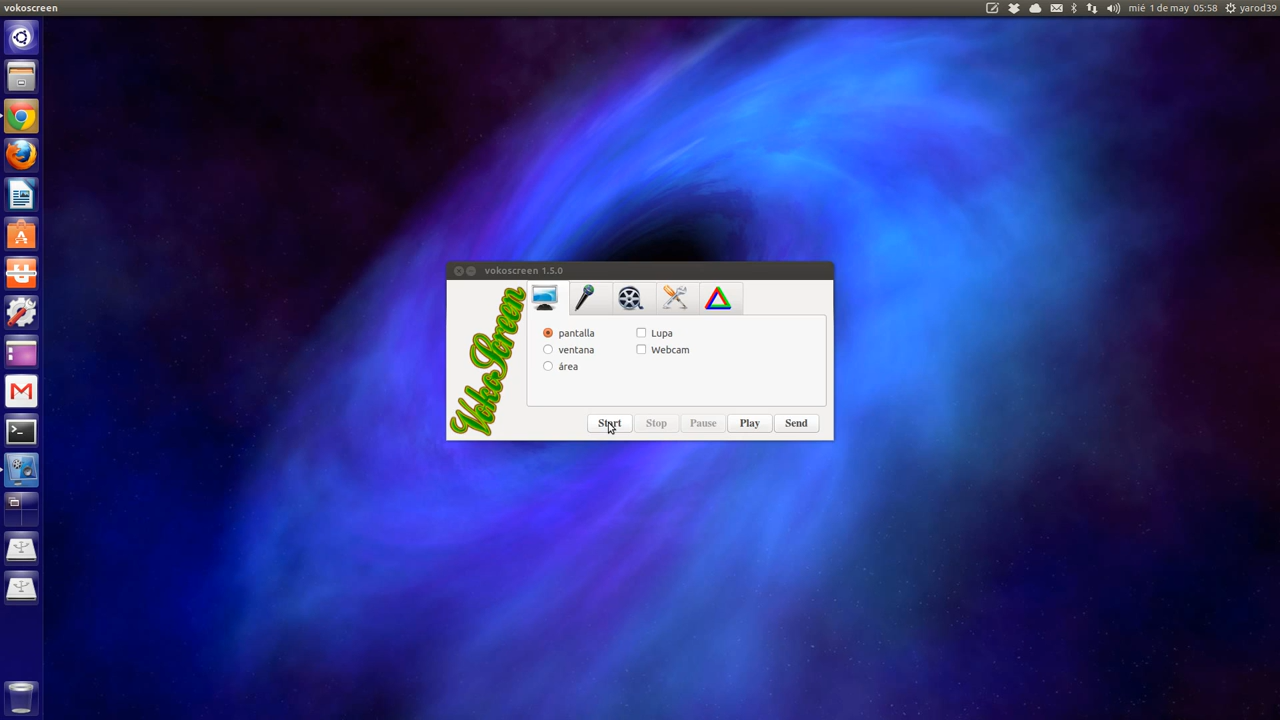 vokoscreen
mié 1 de may 05:58 yarod39
vokoscreen 1.5.0
VokoScreen
pantalla
Lupa
ventana
Webcam
área
Start Stop Pause Play Send